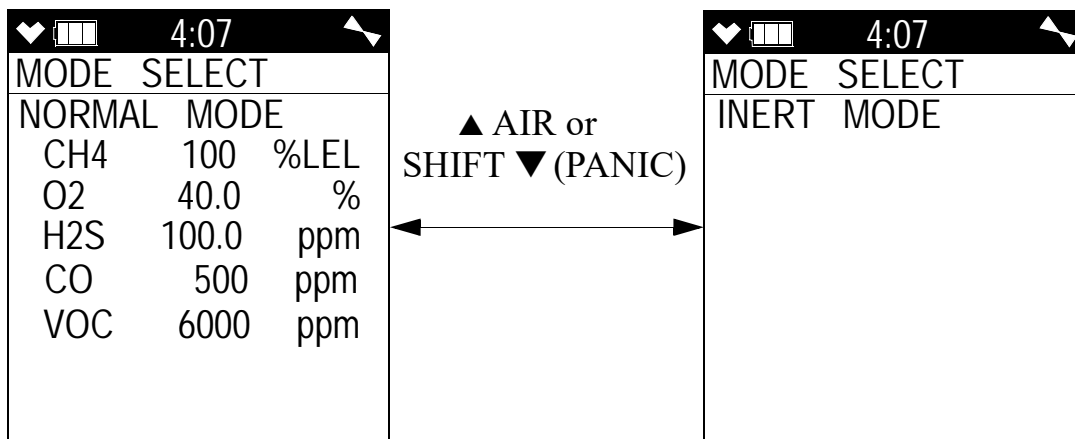 4:07
MODE SELECT
NORMAL MODE
CH4 100 %LEL
O2 40.0 %
H2S 100.0 ppm
CO 500 ppm
VOC 6000 ppm
▲ AIR or
SHIFT ▼ (PANIC)
4:07
MODE SELECT
INERT MODE